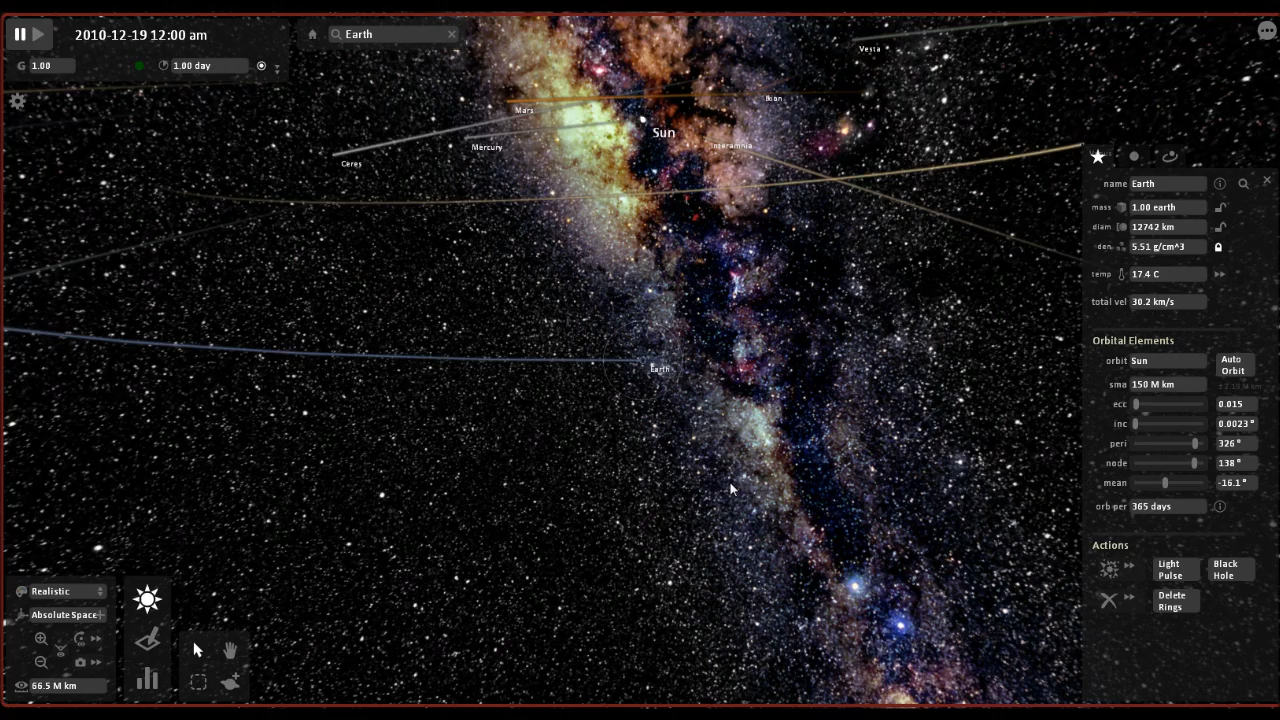 2010-12-19 12:00 am
Earth
G 1.00
1.00 day
Vesta
Mars
Bian
Sun
Mercury
Interamnia
Ceres
Earth
name Earth
mass 1.00 earth
diam 12742 km
den 5.51 g/cm^3
temp 17.4 C
total vel 30.2 km/s
Orbital Elements
orbit Sun
Auto
Orbit
sma 150 M km
ecc 0.015
inc 0.0023°
peri 326°
node 138°
mean -16.1°
orb per 365 days
Actions
Light
Pulse
Black
Hole
Delete
Rings
Realistic
Absolute Space
66.5 M km